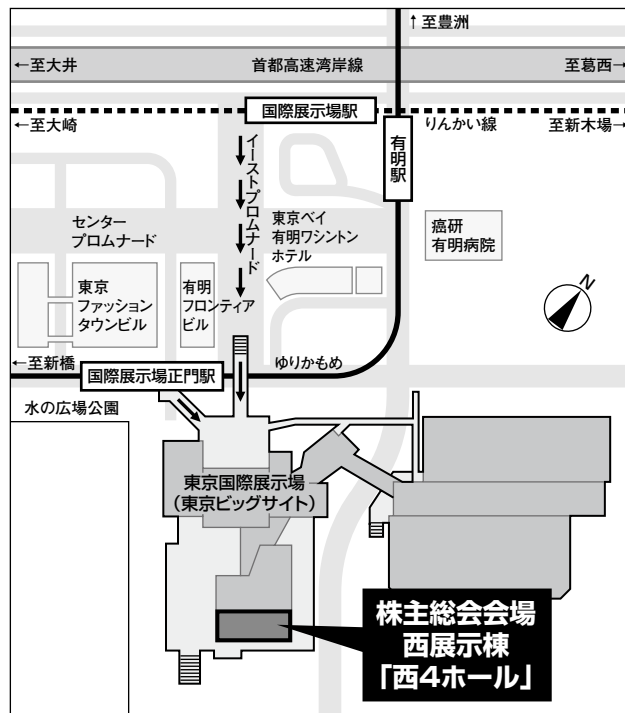 ↑至豊洲
←至大井
首都高速湾岸線
至葛西→
国際展示場駅
←至大崎
りんかい線
至新木場→
有明駅
イーストプロムナード
センター
プロムナード
東京ベイ
有明ワシントン
ホテル
癌研
有明病院
東京
ファッション
タウンビル
有明
フロンティア
ビル
N
←至新橋
ゆりかもめ
国際展示場正門駅
水の広場公園
東京国際展示場
(東京ビッグサイト)
株主総会会場
西展示棟
「西4ホール」